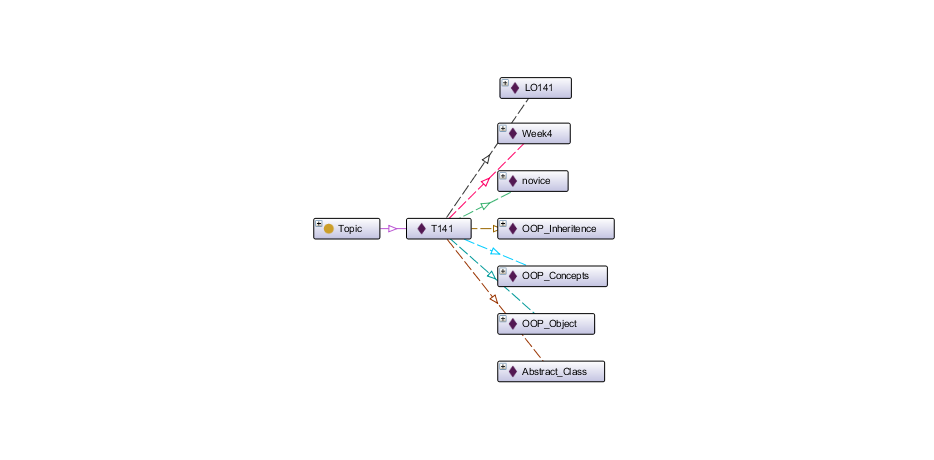 LO141
Week4
novice
Topic
T141
OOP_Inheritence
OOP_Concepts
OOP_Object
Abstract_Class